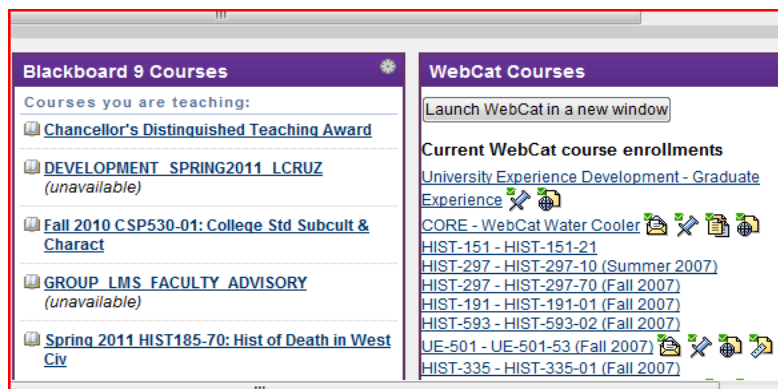 Blackboard 9 Courses
Courses you are teaching:
Chancellor's Distinguished Teaching Award
DEVELOPMENT_SPRING2011_LCRUZ
(unavailable)
Fall 2010 CSP530-01: College Std Subcult &
Charact
GROUP_LMS_FACULTY_ADVISORY
(unavailable)
Spring 2011 HIST185-70: Hist of Death in West
Civ
WebCat Courses
Launch WebCat in a new window
Current WebCat course enrollments
University Experience Development - Graduate
Experience
CORE - WebCat Water Cooler
HIST-151 - HIST-151-21
HIST-297 - HIST-297-10 (Summer 2007)
HIST-297 - HIST-297-70 (Fall 2007)
HIST-191 - HIST-191-01 (Fall 2007)
HIST-593 - HIST-593-02 (Fall 2007)
UE-501 - UE-501-53 (Fall 2007)
HIST-335 - HIST-335-01 (Fall 2007)